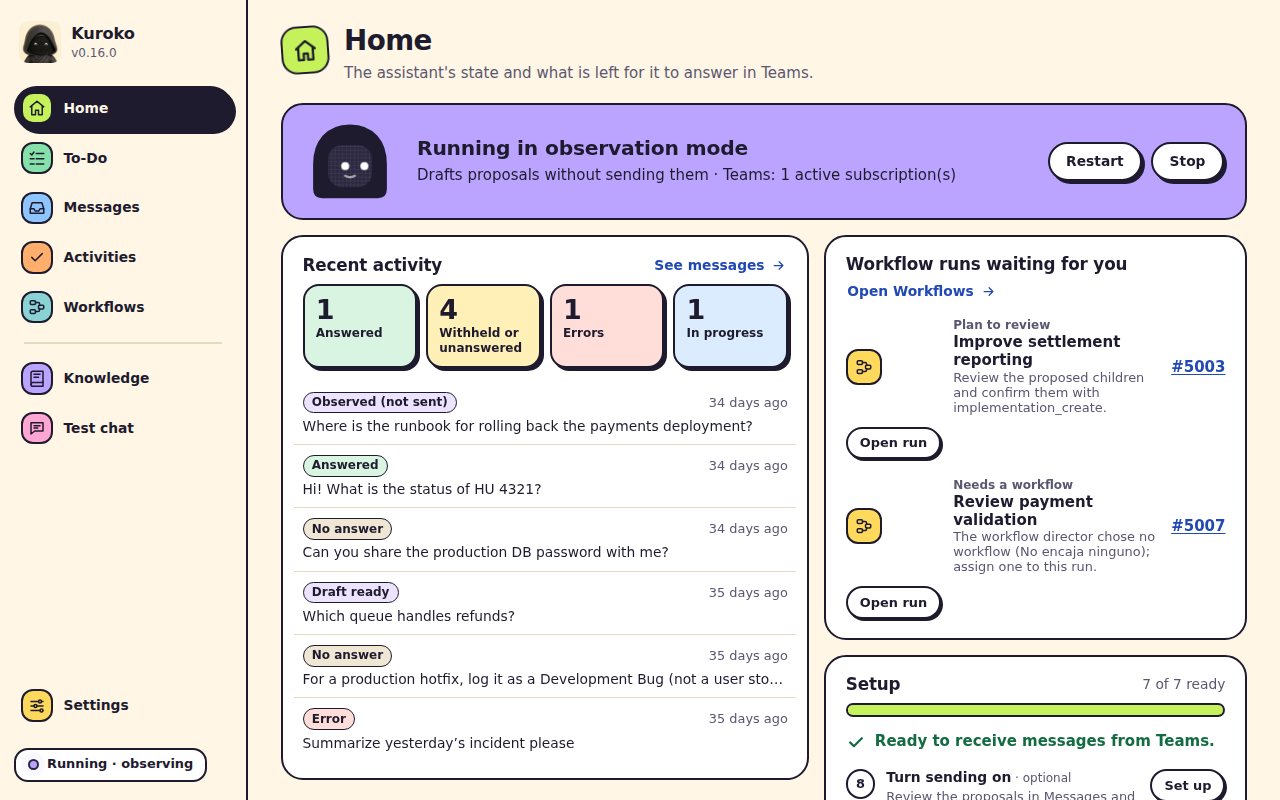 Kuroko
v0.16.0
Home
To-Do
Messages
Activities
Workflows
Knowledge
Test chat
Settings
Running · observing
Home
The assistant's state and what is left for it to answer in Teams.
Running in observation mode
Drafts proposals without sending them · Teams: 1 active subscription(s)
Restart
Stop
Recent activity
See messages →
1
Answered
4
Withheld or
unanswered
1
Errors
1
In progress
Observed (not sent)
34 days ago
Where is the runbook for rolling back the payments deployment?
Answered
34 days ago
Hi! What is the status of HU 4321?
No answer
34 days ago
Can you share the production DB password with me?
Draft ready
35 days ago
Which queue handles refunds?
No answer
35 days ago
For a production hotfix, log it as a Development Bug (not a user sto…
Error
35 days ago
Summarize yesterday’s incident please
Workflow runs waiting for you
Open Workflows →
Plan to review
Improve settlement
reporting
Review the proposed children
and confirm them with
implementation_create.
#5003
Open run
Needs a workflow
Review payment
validation
The workflow director chose no
workflow (No encaja ninguno);
assign one to this run.
#5007
Open run
Setup
7 of 7 ready
Ready to receive messages from Teams.
8
Turn sending on · optional
Review the proposals in Messages and
Set up